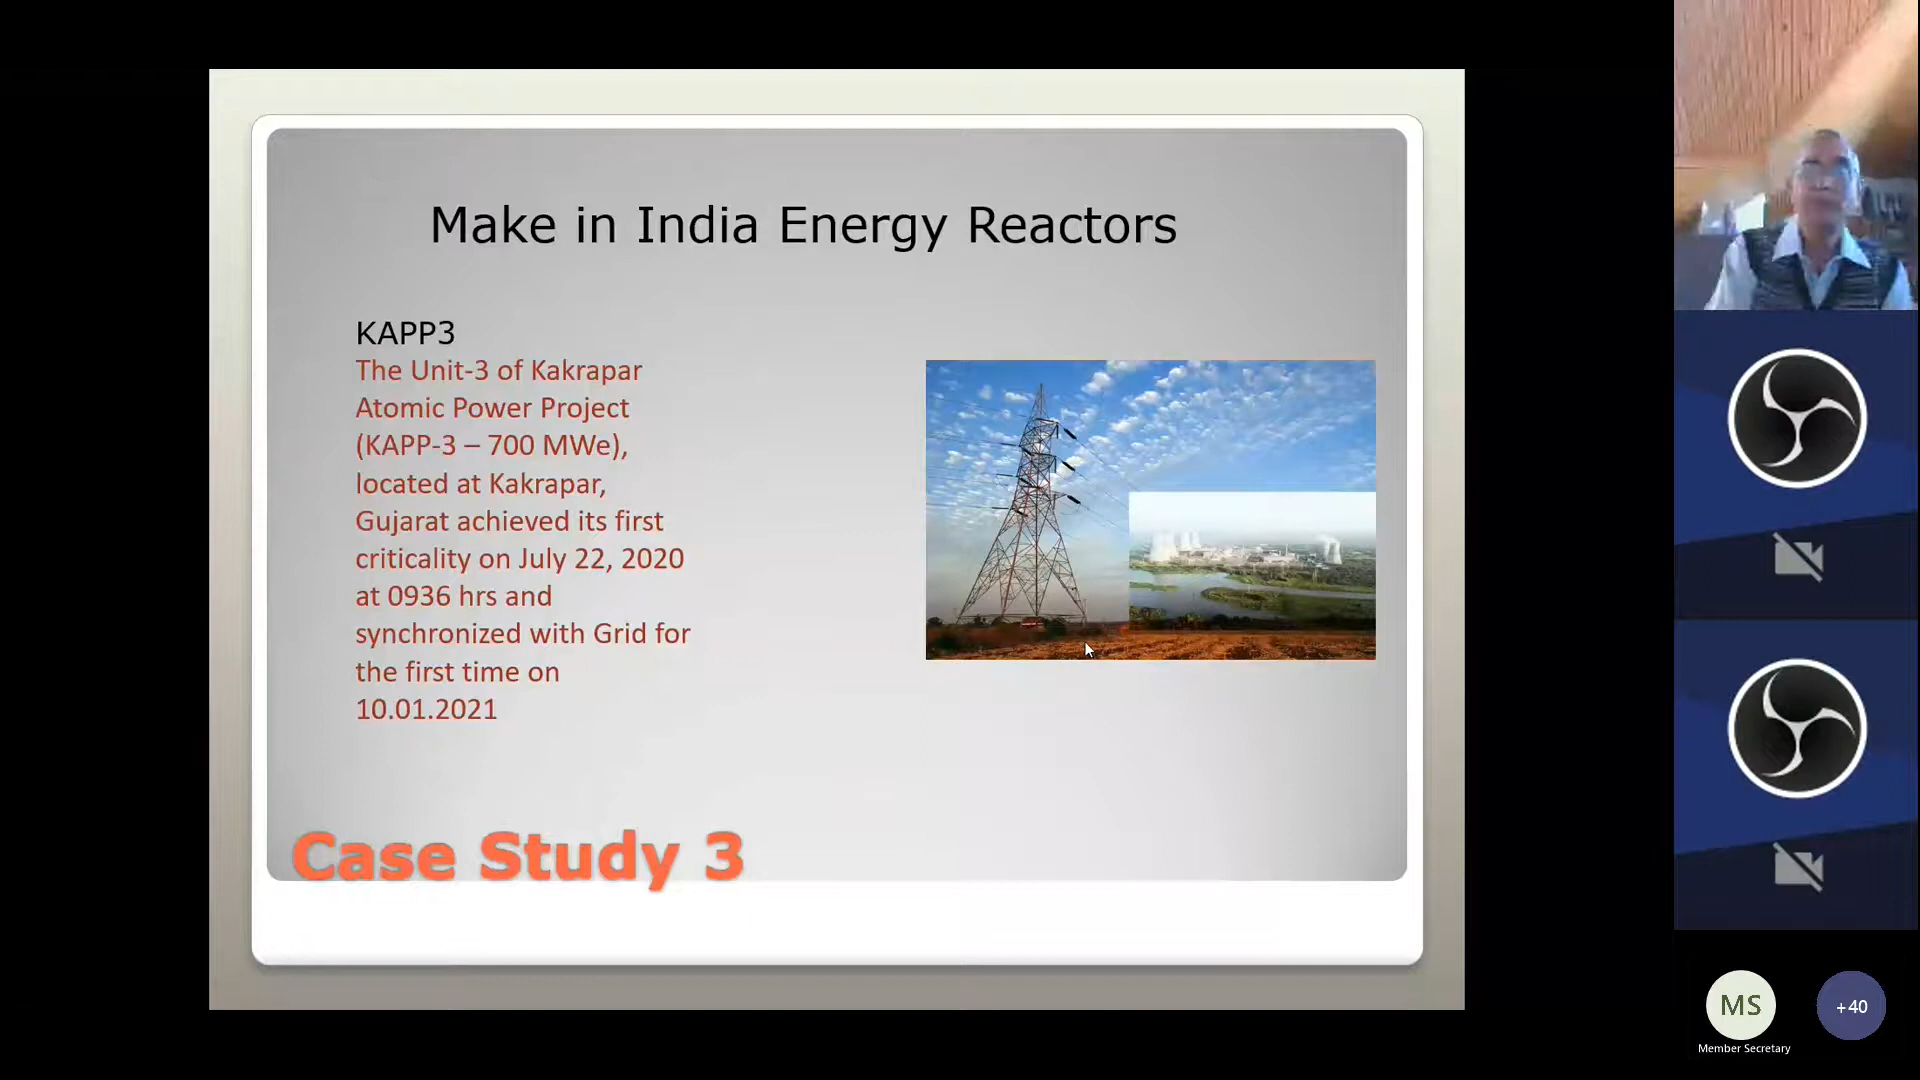 Make in India Energy Reactors
KAPP3
The Unit-3 of Kakrapar
Atomic Power Project
(KAPP-3 – 700 MWe),
located at Kakrapar,
Gujarat achieved its first
criticality on July 22, 2020
at 0936 hrs and
synchronized with Grid for
the first time on
10.01.2021
Case Study 3
MS
+40
Member Secretary